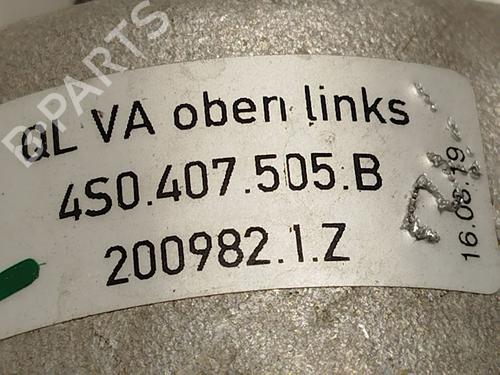 B-PARTS
QL VA oben links
4S0.407.505.B
200982.1.Z
16.08.19